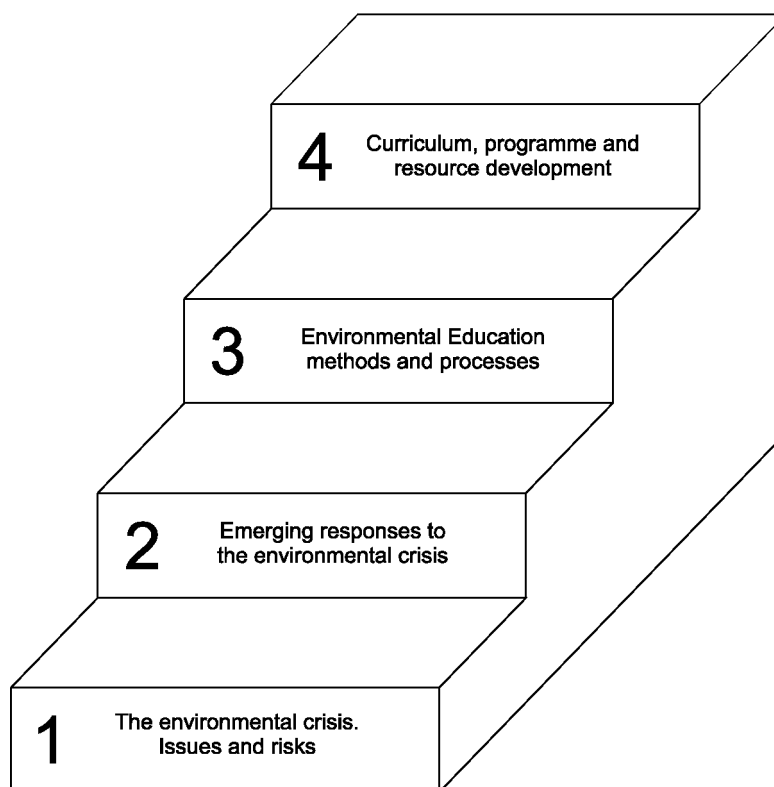 4
Curriculum, programme and
resource development
3
Environmental Education
methods and processes
2
Emerging responses to
the environmental crisis
1
The environmental crisis.
Issues and risks